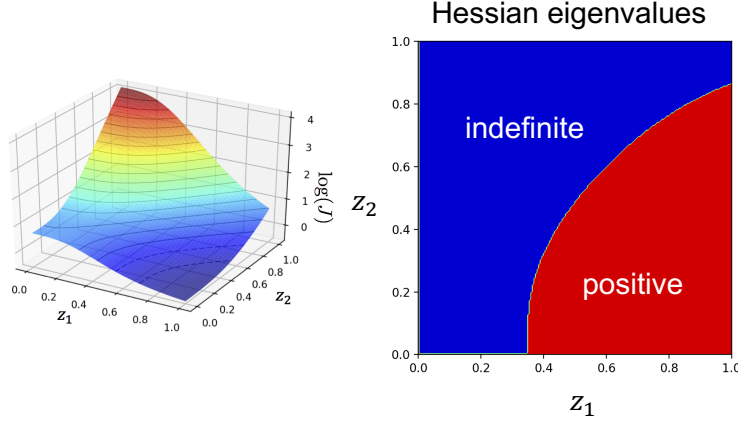 Hessian eigenvalues
4
3
2
1
0
log(J)
0.0 0.2 0.4 0.6 0.8 1.0
z₁
0.0 0.2 0.4 0.6 0.8 1.0
z₂
1.0
0.8
0.6
0.4
0.2
0.0
z₂
indefinite
positive
0.0 0.2 0.4 0.6 0.8 1.0
z₁